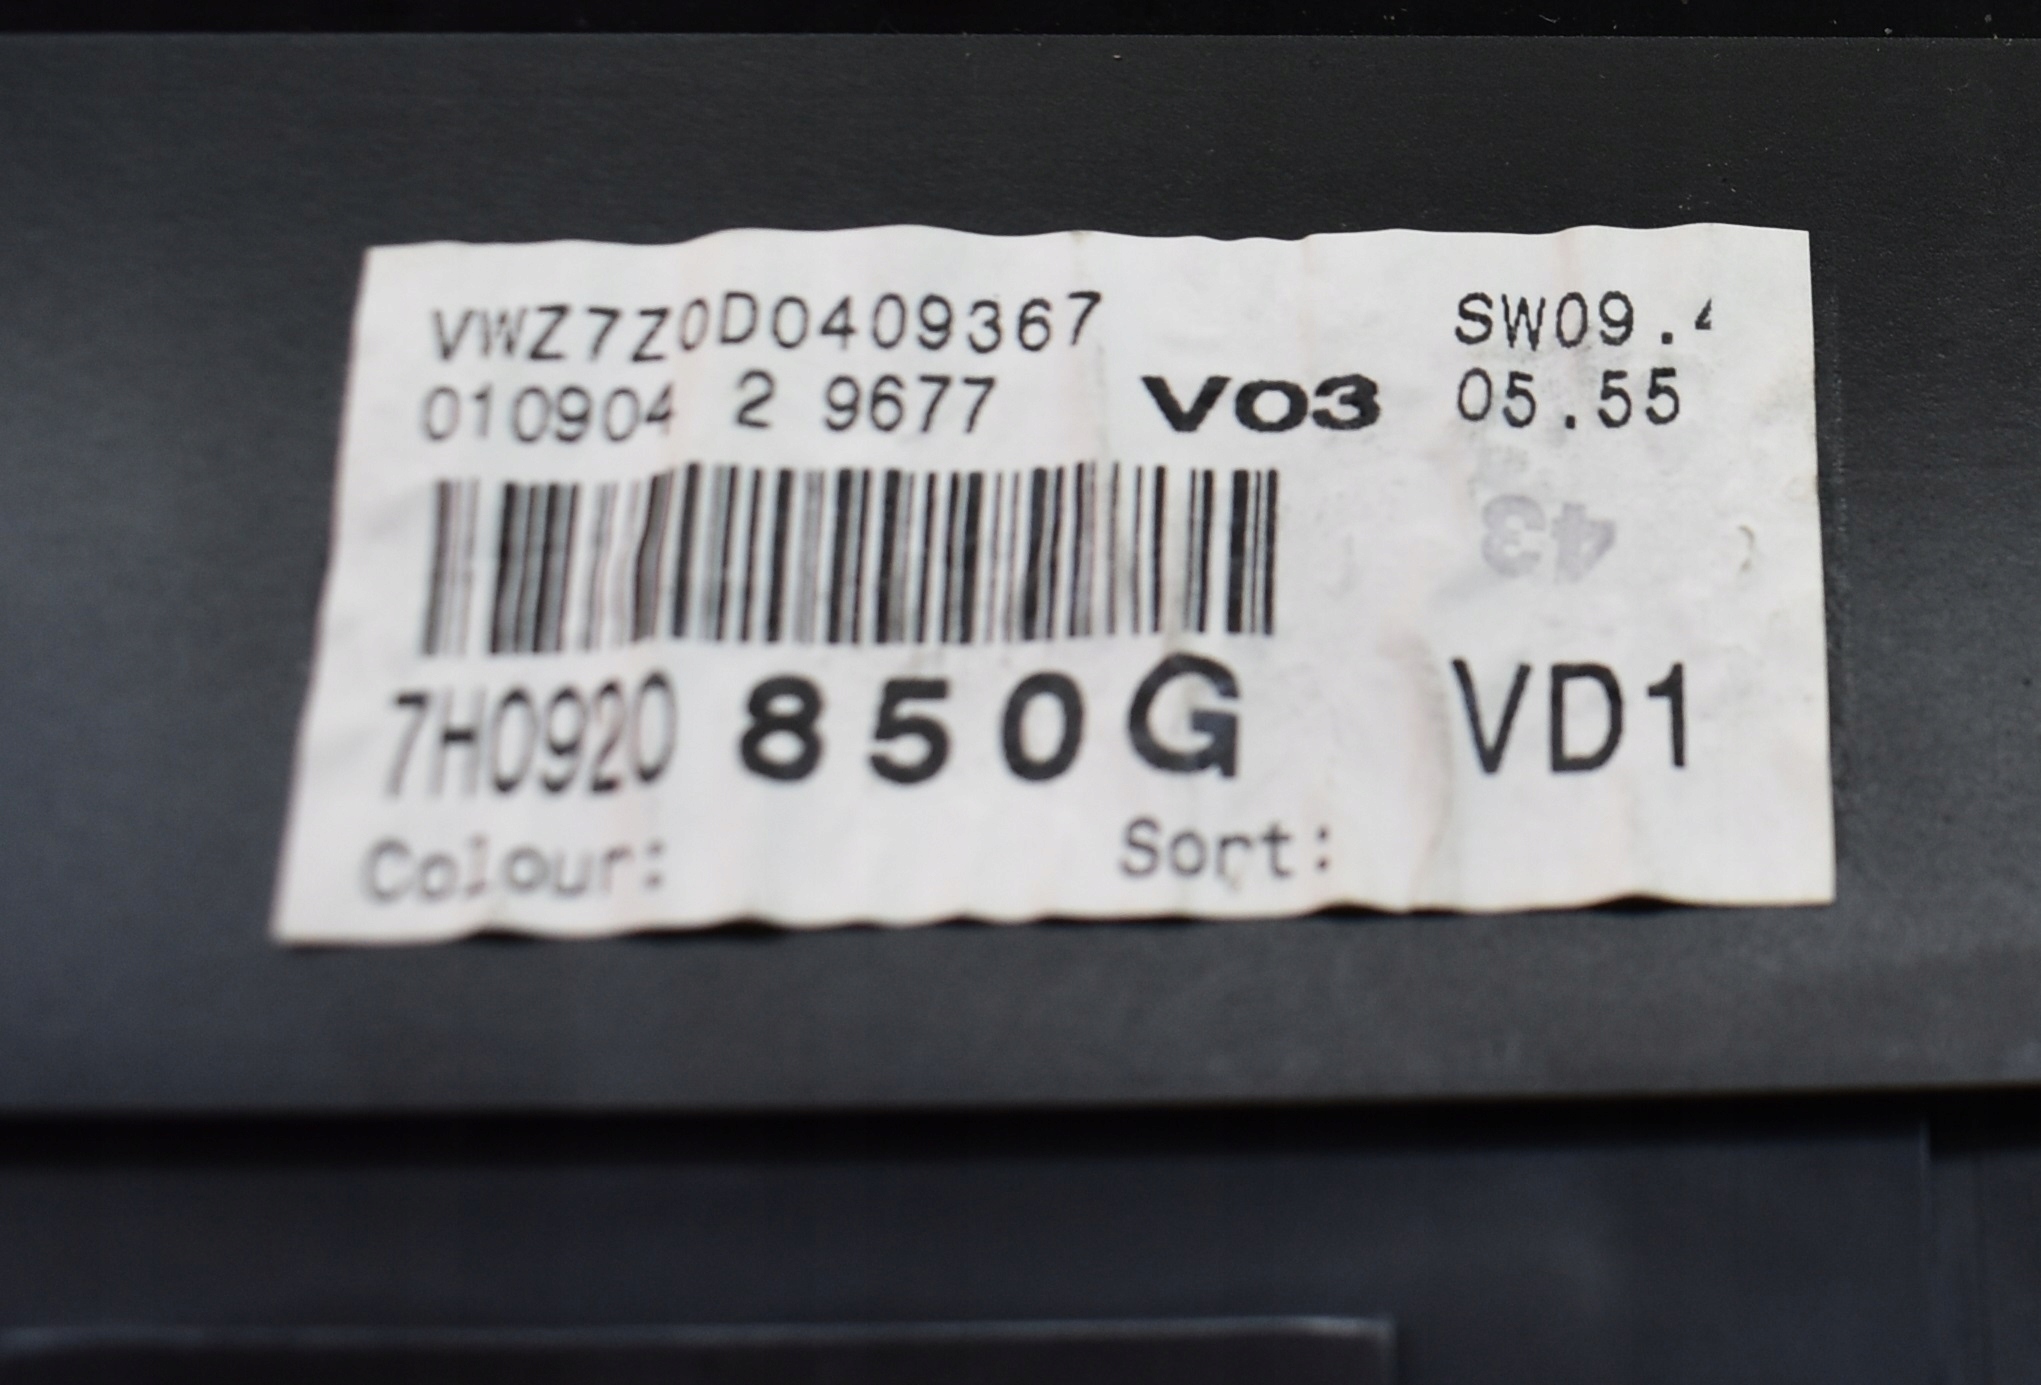 VWZ7Z0D0409367 SW09.4
010904 2 9677 V03 05.55
43
7H0920 850G VD1
Colour: Sort: